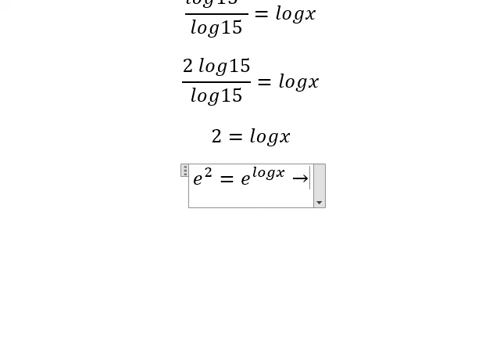 log15 = logx
2 log15 / log15 = logx
2 = logx
e^2 = e^{logx} →